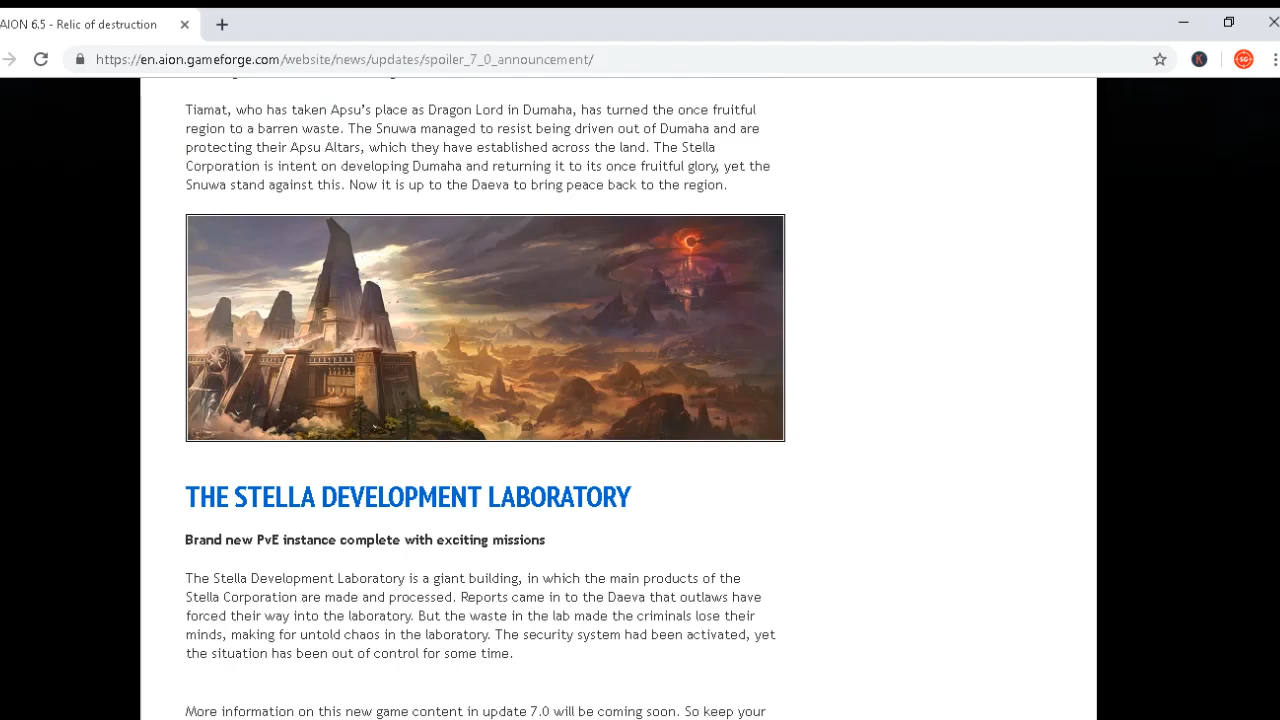 AION 6.5 - Relic of destruction
https://en.aion.gameforge.com/website/news/updates/spoiler_7_0_announcement/
K
SG
Tiamat, who has taken Apsu's place as Dragon Lord in Dumaha, has turned the once fruitful
region to a barren waste. The Snuwa managed to resist being driven out of Dumaha and are
protecting their Apsu Altars, which they have established across the land. The Stella
Corporation is intent on developing Dumaha and returning it to its once fruitful glory, yet the
Snuwa stand against this. Now it is up to the Daeva to bring peace back to the region.
THE STELLA DEVELOPMENT LABORATORY
Brand new PvE instance complete with exciting missions
The Stella Development Laboratory is a giant building, in which the main products of the
Stella Corporation are made and processed. Reports came in to the Daeva that outlaws have
forced their way into the laboratory. But the waste in the lab made the criminals lose their
minds, making for untold chaos in the laboratory. The security system had been activated, yet
the situation has been out of control for some time.
More information on this new game content in update 7.0 will be coming soon. So keep your